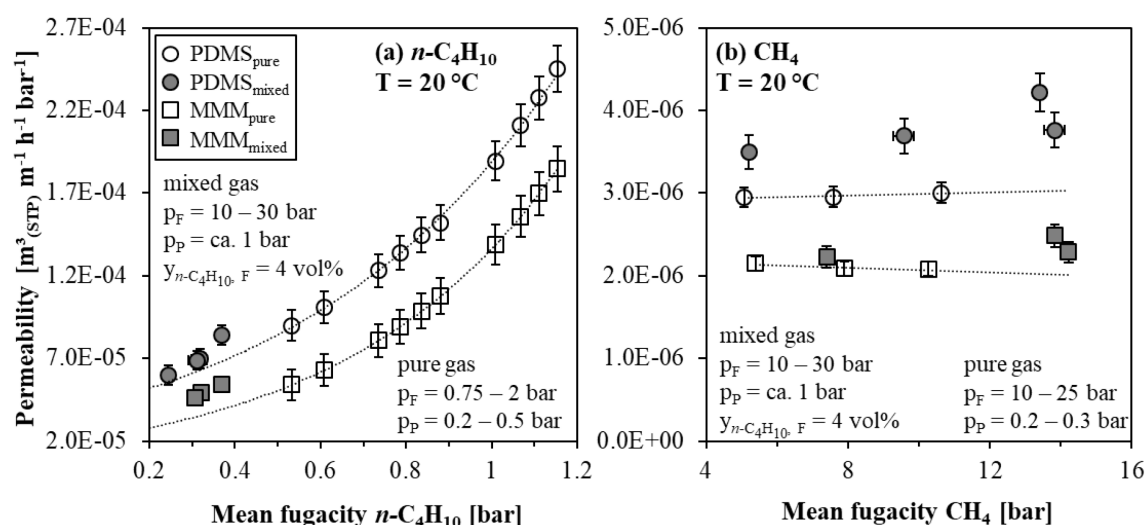 Permeability [m³(STP) m⁻¹ h⁻¹ bar⁻¹]
2.7E-04
2.2E-04
1.7E-04
1.2E-04
7.0E-05
2.0E-05
PDMSpure
PDMSmixed
MMMpure
MMMmixed
(a) n-C₄H₁₀
T = 20 °C
mixed gas
p_F = 10 – 30 bar
p_P = ca. 1 bar
y_n-C₄H₁₀, F = 4 vol%
pure gas
p_F = 0.75 – 2 bar
p_P = 0.2 – 0.5 bar
0.2 0.4 0.6 0.8 1 1.2
Mean fugacity n-C₄H₁₀ [bar]
5.0E-06
4.0E-06
3.0E-06
2.0E-06
1.0E-06
0.0E+00
(b) CH₄
T = 20 °C
mixed gas
p_F = 10 – 30 bar
p_P = ca. 1 bar
y_n-C₄H₁₀, F = 4 vol%
pure gas
p_F = 10 – 25 bar
p_P = 0.2 – 0.3 bar
4 8 12 16
Mean fugacity CH₄ [bar]